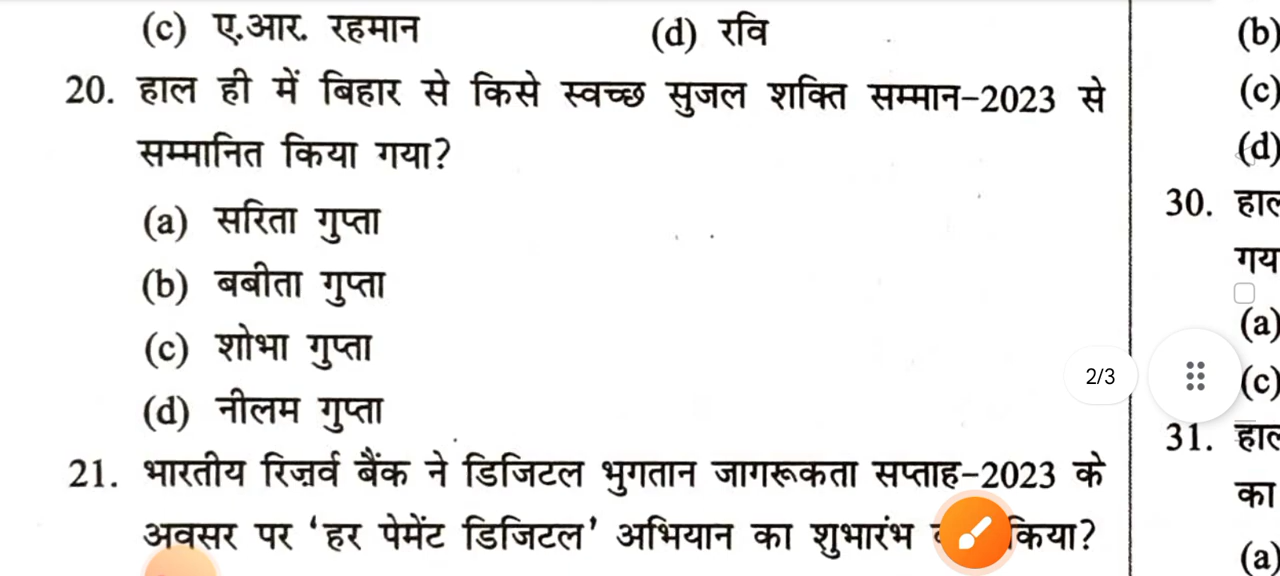 (c) ए.आर. रहमान (d) रवि
20. हाल ही में बिहार से किसे स्वच्छ सुजल शक्ति सम्मान-2023 से
सम्मानित किया गया?
(a) सरिता गुप्ता
(b) बबीता गुप्ता
(c) शोभा गुप्ता
(d) नीलम गुप्ता
21. भारतीय रिज़र्व बैंक ने डिजिटल भुगतान जागरूकता सप्ताह-2023 के
अवसर पर ‘हर पेमेंट डिजिटल’ अभियान का शुभारंभ किया?
2/3
(b)
(c)
(d)
30.
(a)
(c)
31.
का
(a)